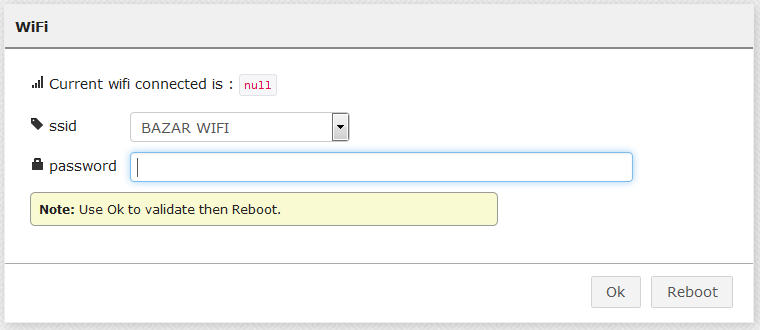 WiFi
Current wifi connected is : null
ssid BAZAR WIFI
password
Note: Use Ok to validate then Reboot.
Ok Reboot